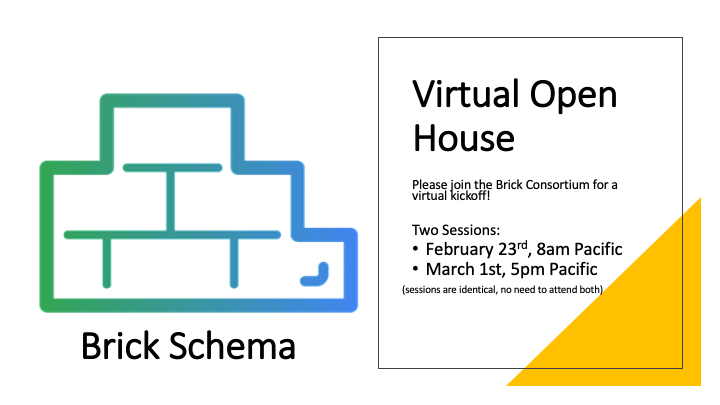 Virtual Open
House
Please join the Brick Consortium for a
virtual kickoff!
Two Sessions:
• February 23rd, 8am Pacific
• March 1st, 5pm Pacific
(sessions are identical, no need to attend both)
Brick Schema